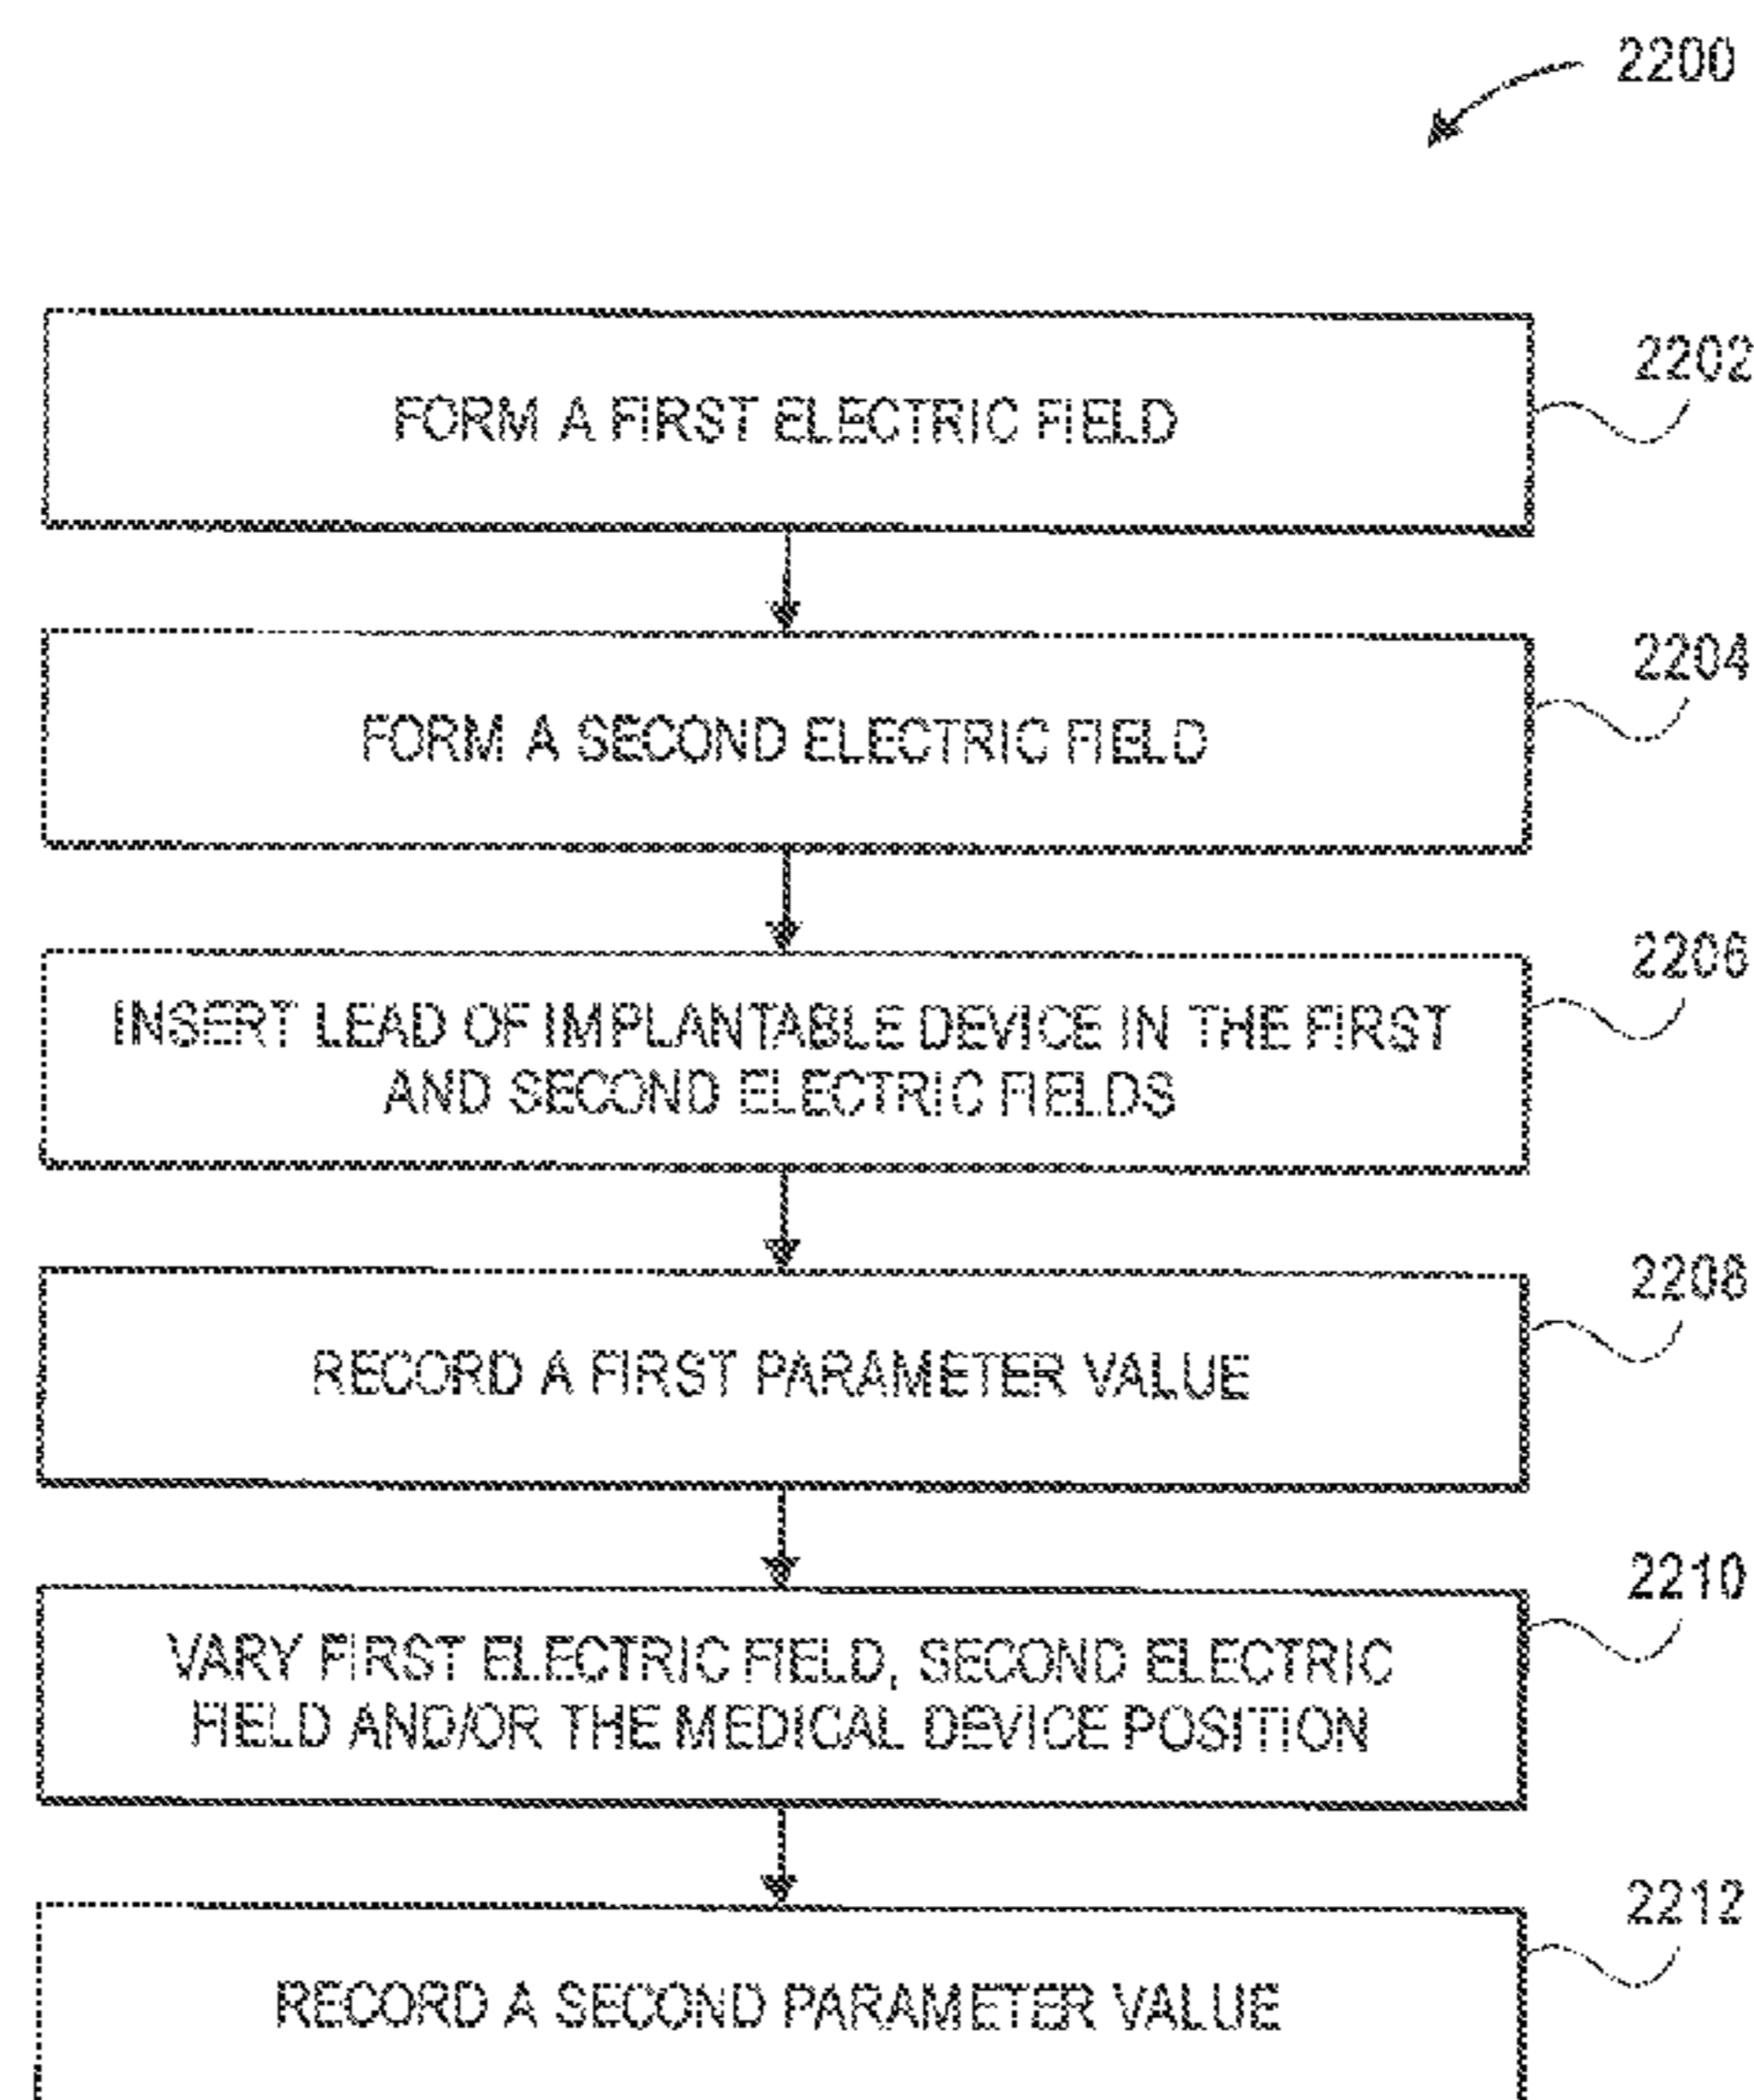 2200
2202
FORM A FIRST ELECTRIC FIELD
2204
FORM A SECOND ELECTRIC FIELD
2206
INSERT LEAD OF IMPLANTABLE DEVICE IN THE FIRST
AND SECOND ELECTRIC FIELDS
2208
RECORD A FIRST PARAMETER VALUE
2210
VARY FIRST ELECTRIC FIELD, SECOND ELECTRIC
FIELD AND/OR THE MEDICAL DEVICE POSITION
2212
RECORD A SECOND PARAMETER VALUE